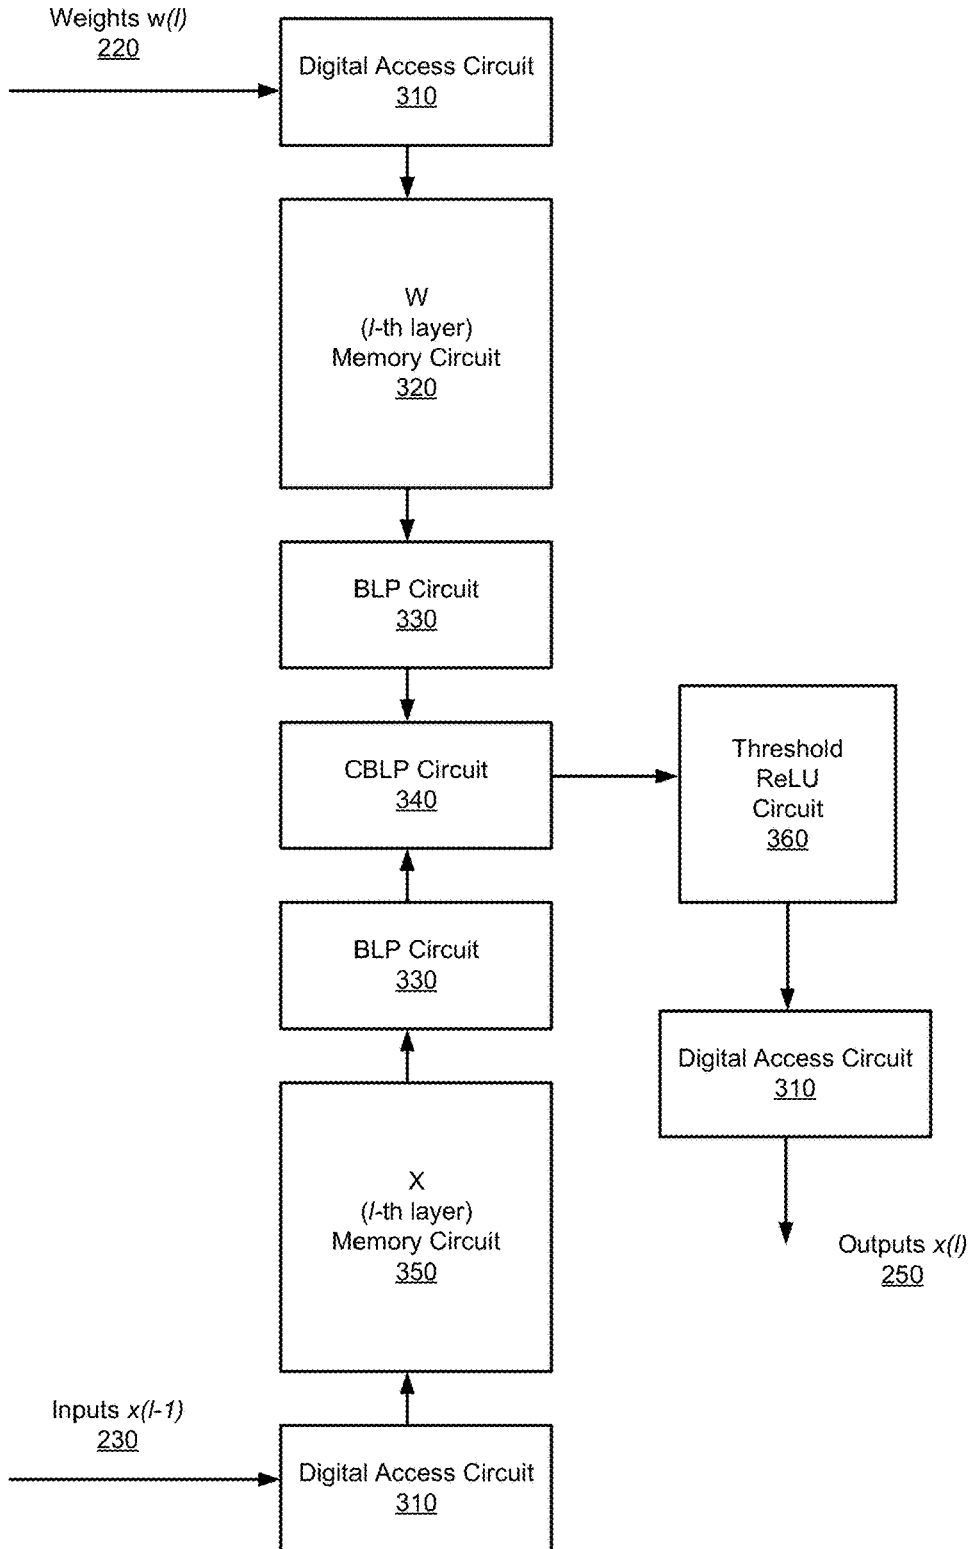 Weights w(l)
220
Digital Access Circuit
310
W
(l-th layer)
Memory Circuit
320
BLP Circuit
330
CBLP Circuit
340
Threshold
ReLU
Circuit
360
BLP Circuit
330
Digital Access Circuit
310
X
(l-th layer)
Memory Circuit
350
Outputs x(l)
250
Inputs x(l-1)
230
Digital Access Circuit
310